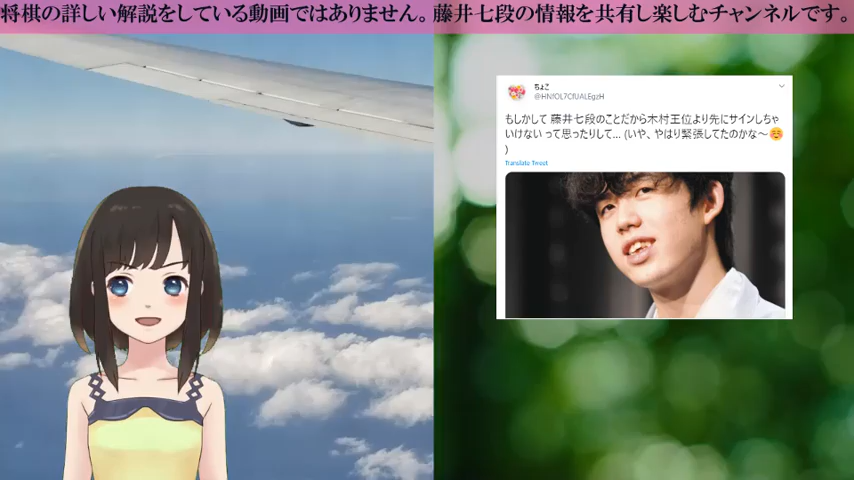 将棋の詳しい解説をしている動画ではありません。藤井七段の情報を共有し楽しむチャンネルです。
ちょこ
@HNfOL7CfUALEgzH
もしかして 藤井七段のことだから木村王位より先にサインしちゃ
いけない って思ったりして... (いや、やはり緊張してたのかな〜☺️
)
Translate Tweet